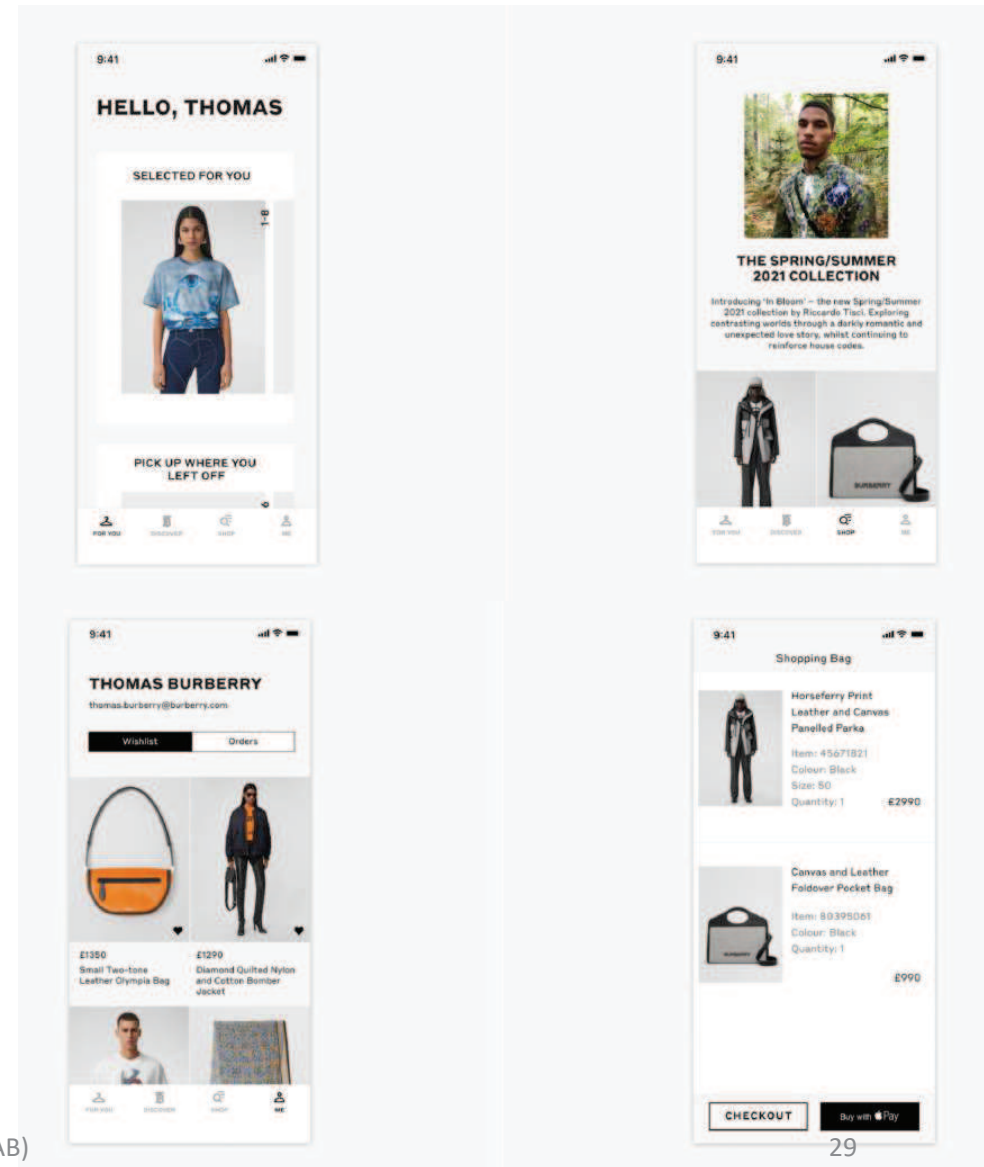 9:41
HELLO, THOMAS
SELECTED FOR YOU
1–8
PICK UP WHERE YOU
LEFT OFF
FOR YOU DISCOVER SHOP ME
9:41
THE SPRING/SUMMER
2021 COLLECTION
Introducing 'In Bloom' – the new Spring/Summer
2021 collection by Riccardo Tisci. Exploring
contrasting worlds through a darkly romantic and
unexpected love story, whilst continuing to
reinforce house codes.
BURBERRY
FOR YOU DISCOVER SHOP ME
9:41
THOMAS BURBERRY
thomas.burberry@burberry.com
Wishlist Orders
£1350
Small Two-tone
Leather Olympia Bag
£1290
Diamond Quilted Nylon
and Cotton Bomber
Jacket
FOR YOU DISCOVER SHOP ME
9:41
Shopping Bag
Horseferry Print
Leather and Canvas
Panelled Parka
Item: 45671821
Colour: Black
Size: 50
Quantity: 1 £2990
Canvas and Leather
Foldover Pocket Bag
Item: 80395061
Colour: Black
Quantity: 1
BURBERRY
£990
CHECKOUT Buy with Pay
AB) 29